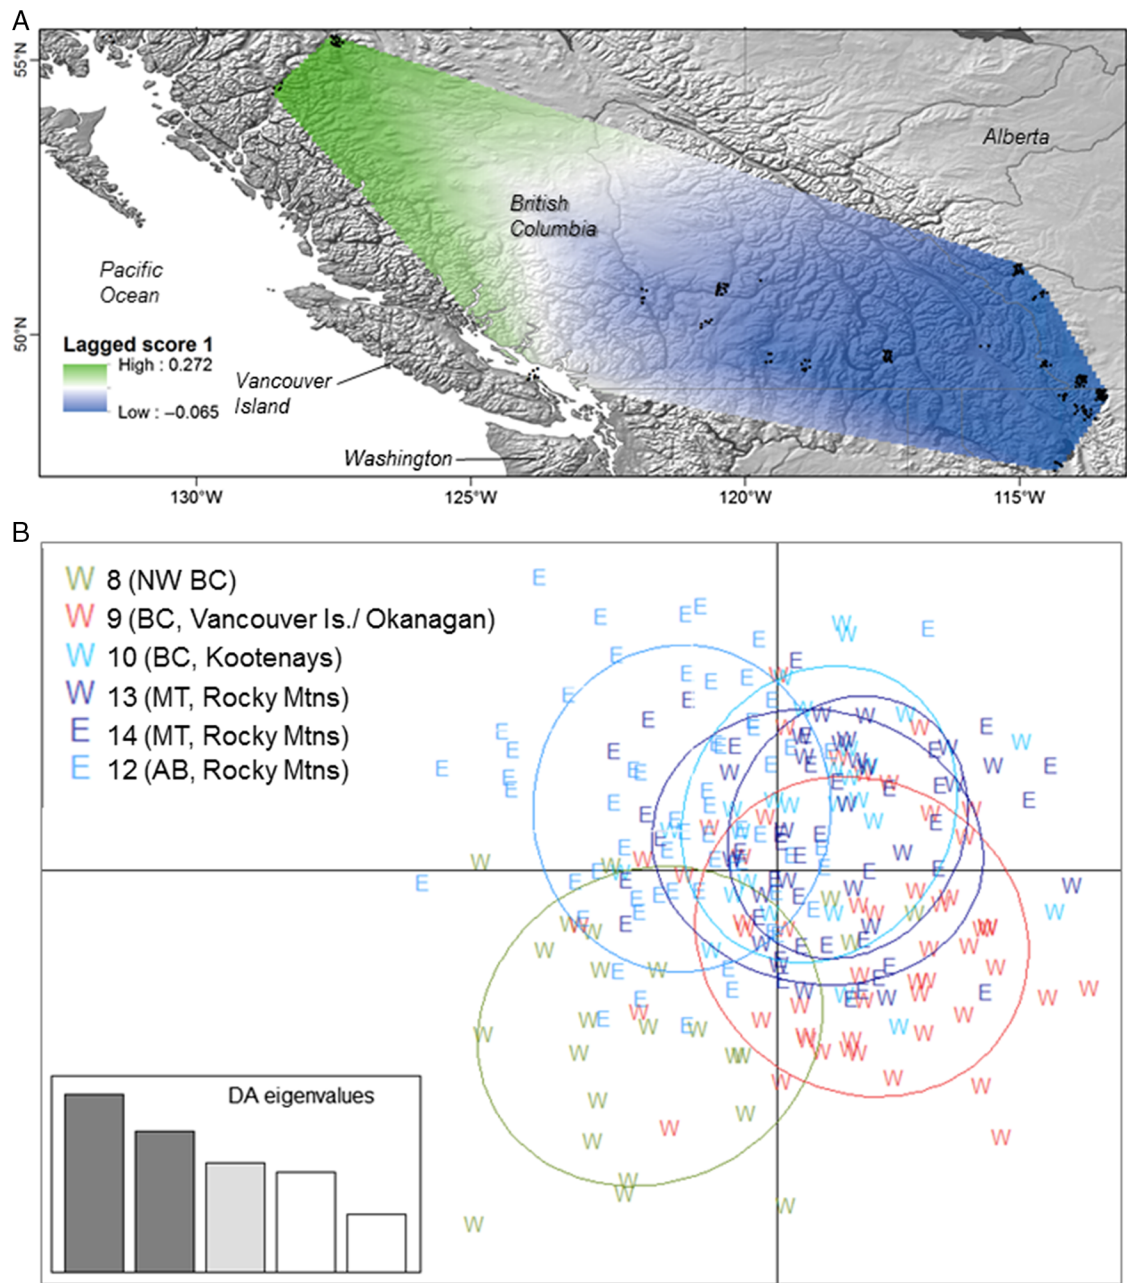 A
55°N
50°N
Alberta
British
Columbia
Pacific
Ocean
Lagged score 1
High : 0.272
Low : –0.065
Vancouver
Island
Washington
130°W
125°W
120°W
115°W
B
W 8 (NW BC)
W 9 (BC, Vancouver Is./ Okanagan)
W 10 (BC, Kootenays)
W 13 (MT, Rocky Mtns)
E 14 (MT, Rocky Mtns)
E 12 (AB, Rocky Mtns)
DA eigenvalues